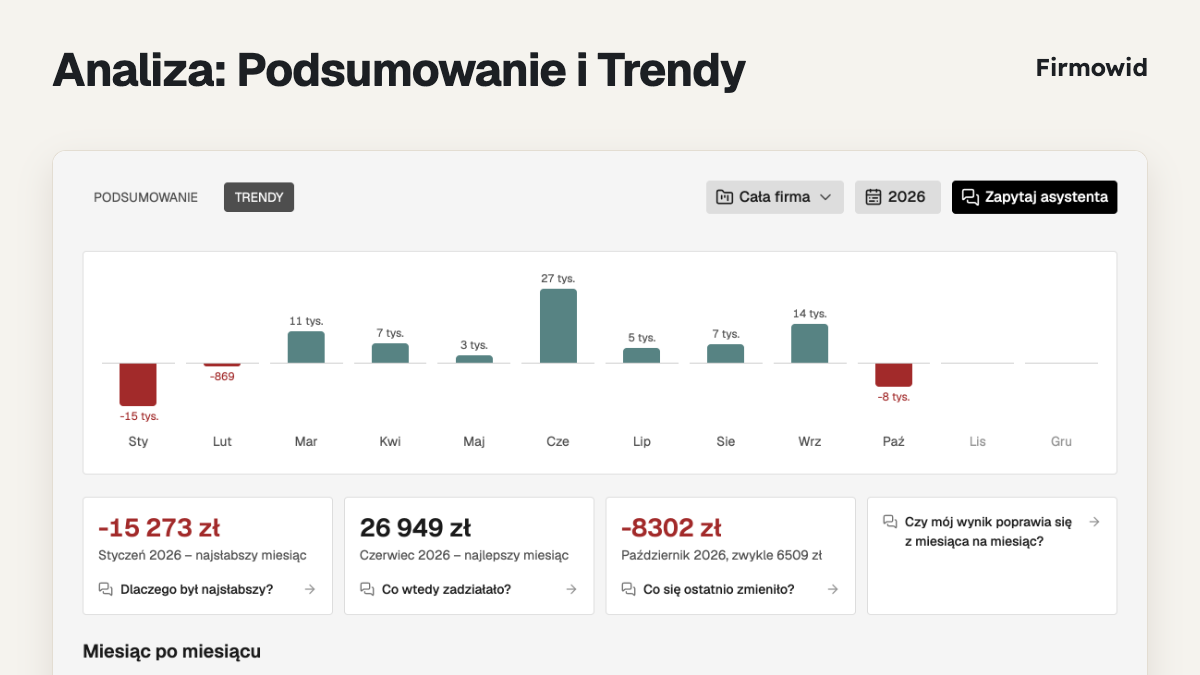 Analiza: Podsumowanie i Trendy
Firmowid
PODSUMOWANIE
TRENDY
Cała firma
2026
Zapytaj asystenta
27 tys.
14 tys.
11 tys.
7 tys.
7 tys.
5 tys.
3 tys.
-869
-8 tys.
-15 tys.
Sty
Lut
Mar
Kwi
Maj
Cze
Lip
Sie
Wrz
Paź
Lis
Gru
-15 273 zł
Styczeń 2026 – najsłabszy miesiąc
Dlaczego był najsłabszy?
26 949 zł
Czerwiec 2026 – najlepszy miesiąc
Co wtedy zadziałało?
-8302 zł
Październik 2026, zwykle 6509 zł
Co się ostatnio zmieniło?
Czy mój wynik poprawia się
z miesiąca na miesiąc?
Miesiąc po miesiącu